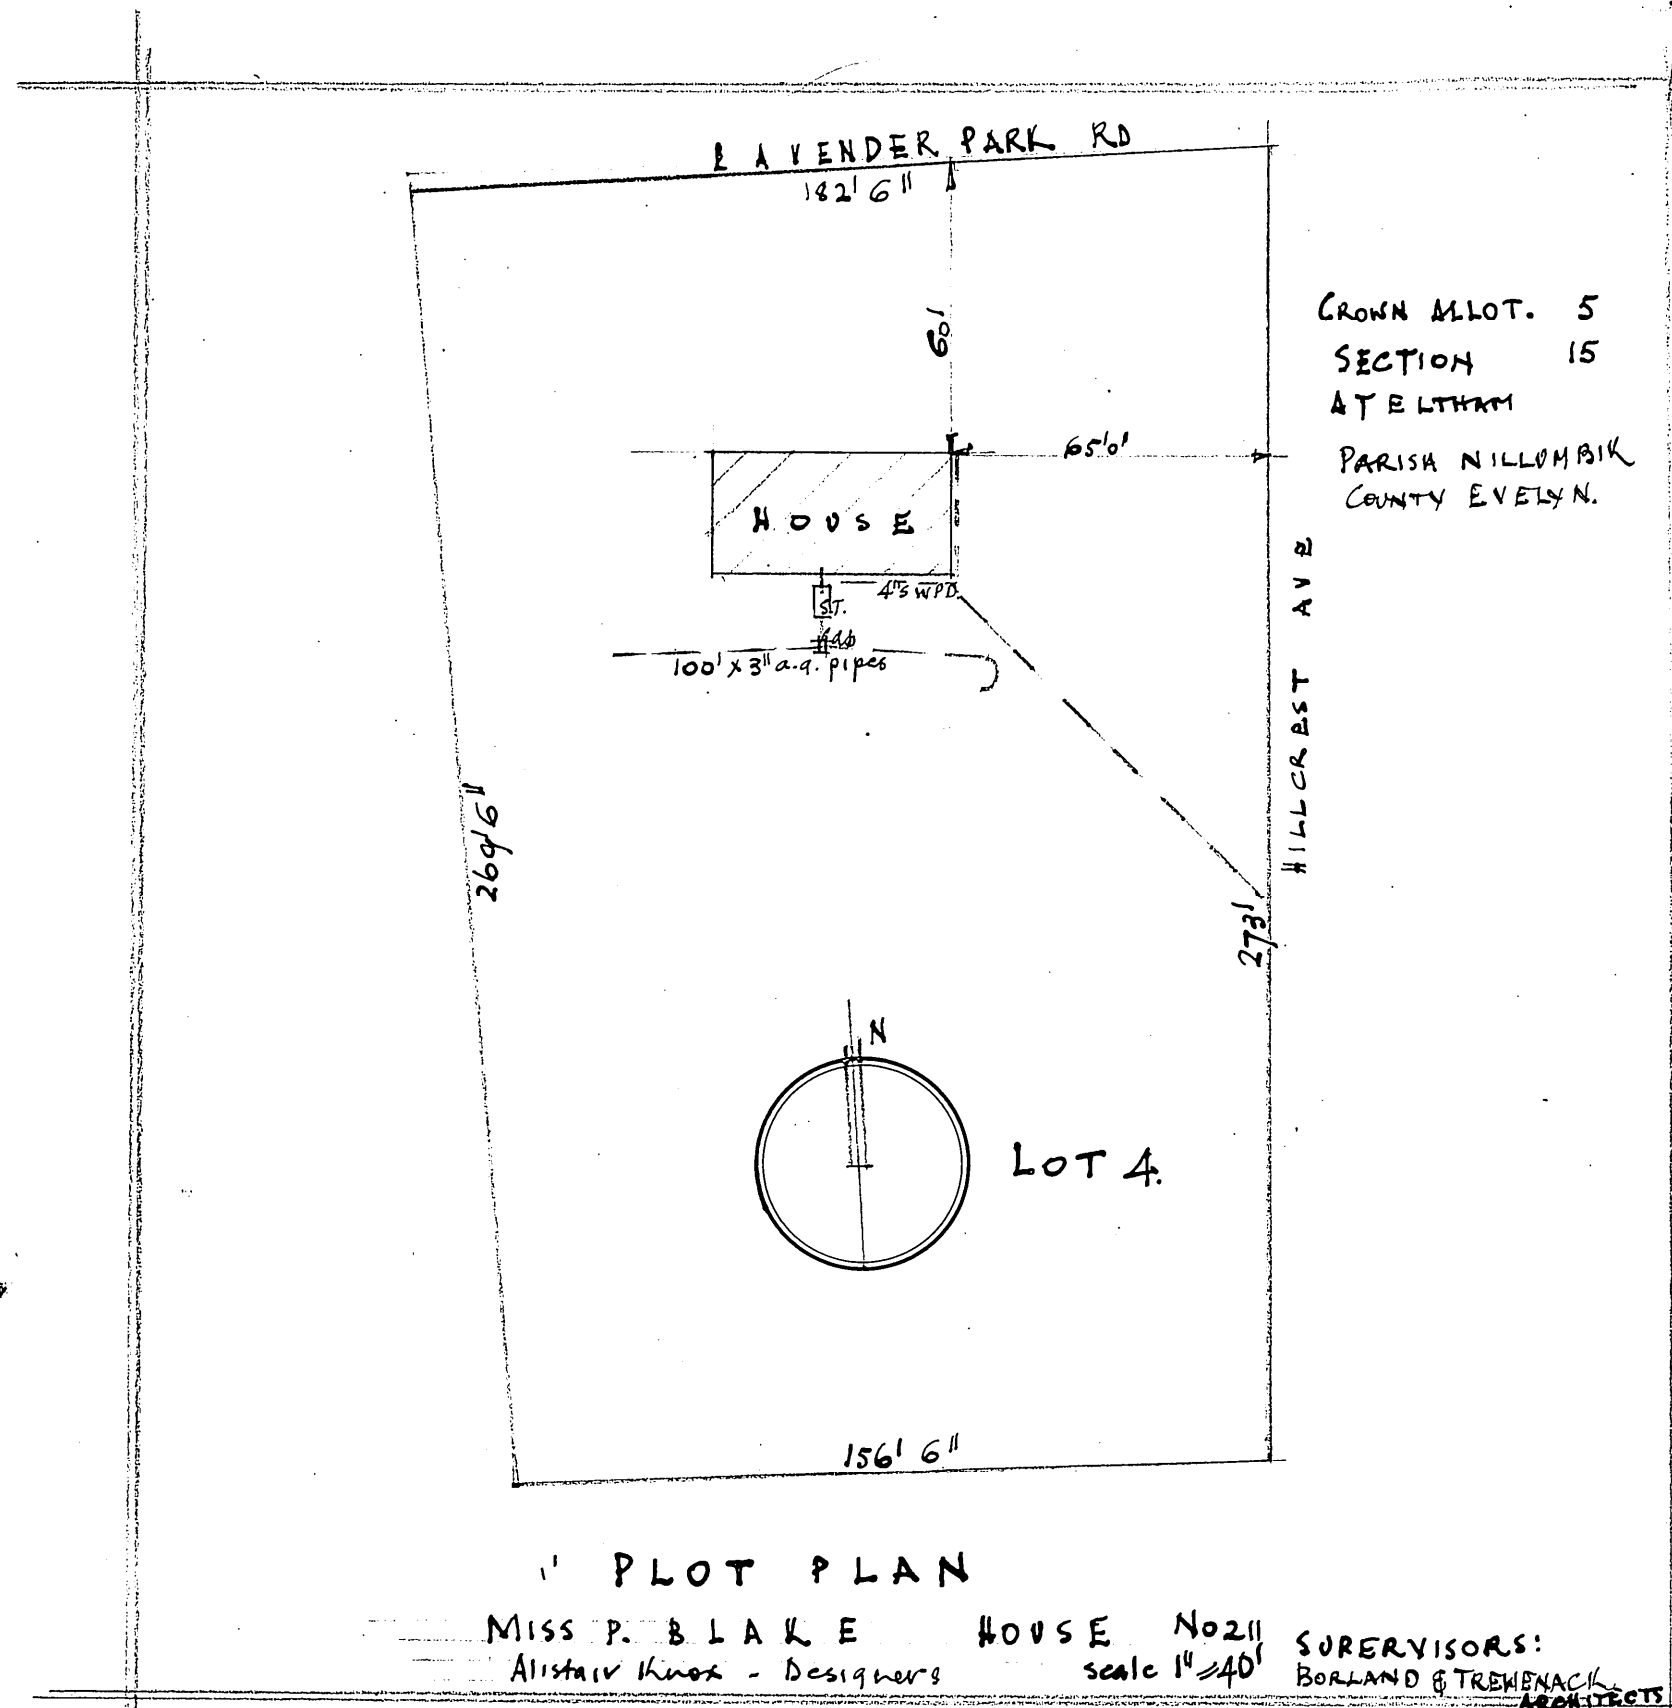 LAVENDER PARK RD
182' 6"
60'
CROWN ALLOT. 5
SECTION 15
AT ELTHAM
65'0"
PARISH NILLUMBIK
COUNTY EVELYN.
HOUSE
4"S WPD.
S.T.
100' x 3" a.g. pipes
HILLCREST AVE
269'6"
273'
N
LOT 4.
156' 6"
PLOT PLAN
MISS P. BLAKE HOUSE No211
Alistair Knox - Designers scale 1"=40'
SUPERVISORS:
BORLAND & TREWENACK
ARCHITECTS